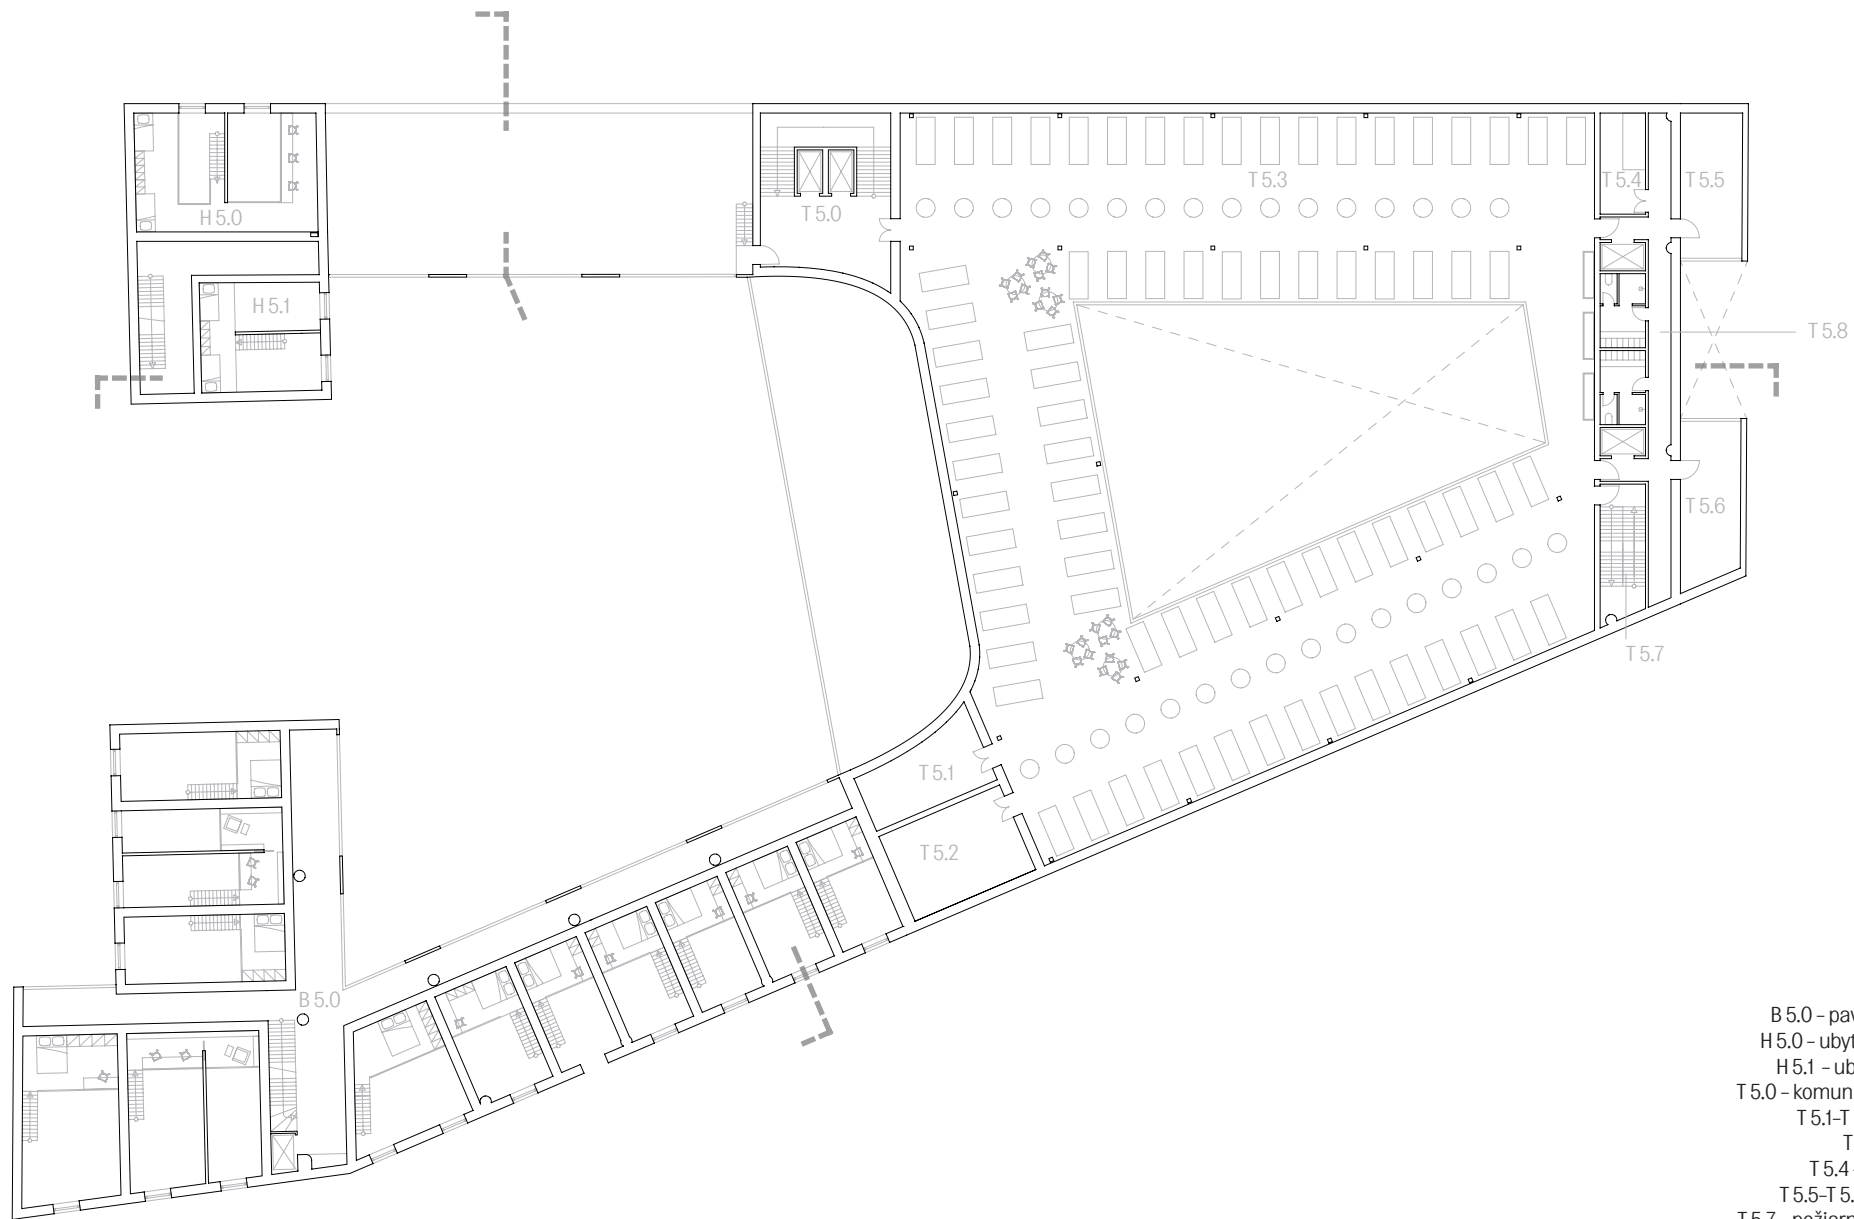 H 5.0
T 5.0
T 5.3
T 5.4
T 5.5
H 5.1
T 5.8
T 5.6
T 5.7
T 5.1
T 5.2
B 5.0
B 5.0 – pav
H 5.0 – ubyt
H 5.1 – ub
T 5.0 – komun
T 5.1–T
T
T 5.4
T 5.5–T 5.